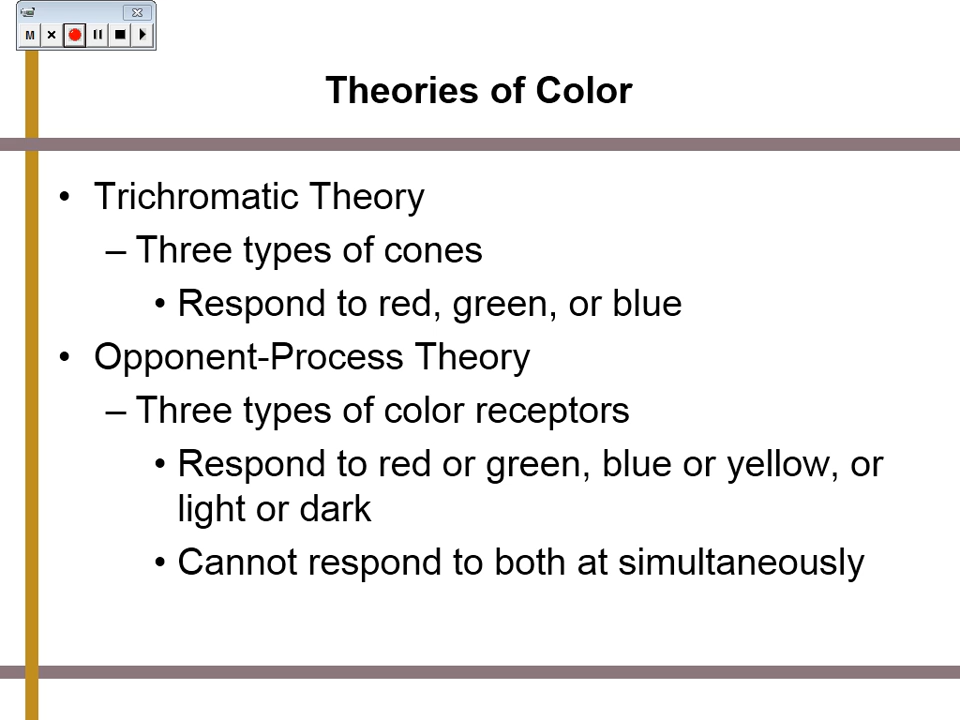 M
Theories of Color
• Trichromatic Theory
– Three types of cones
• Respond to red, green, or blue
• Opponent-Process Theory
– Three types of color receptors
• Respond to red or green, blue or yellow, or
light or dark
• Cannot respond to both at simultaneously